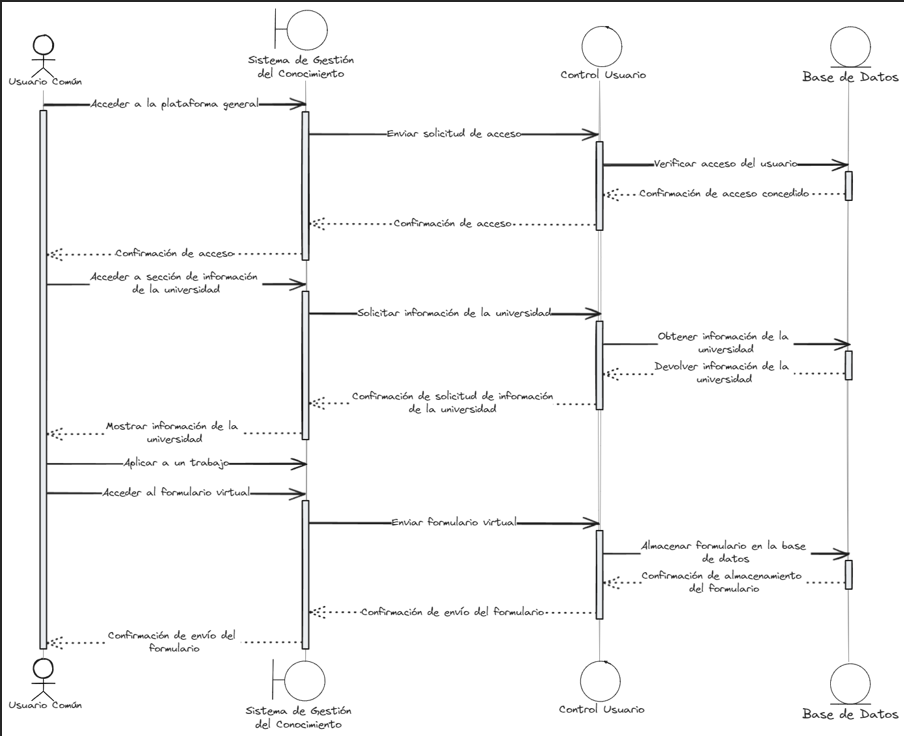 Usuario Común
Sistema de Gestión
del Conocimiento
Control Usuario
Base de Datos
Acceder a la plataforma general
Enviar solicitud de acceso
Verificar acceso del usuario
Confirmación de acceso concedido
Confirmación de acceso
Confirmación de acceso
Acceder a sección de información
de la universidad
Solicitar información de la universidad
Obtener información de la
universidad
Devolver información de la
universidad
Confirmación de solicitud de información
de la universidad
Mostrar información de la
universidad
Aplicar a un trabajo
Acceder al formulario virtual
Enviar formulario virtual
Almacenar formulario en la base
de datos
Confirmación de almacenamiento
del formulario
Confirmación de envío del formulario
Confirmación de envío del
formulario
Usuario Común
Sistema de Gestión
del Conocimiento
Control Usuario
Base de Datos